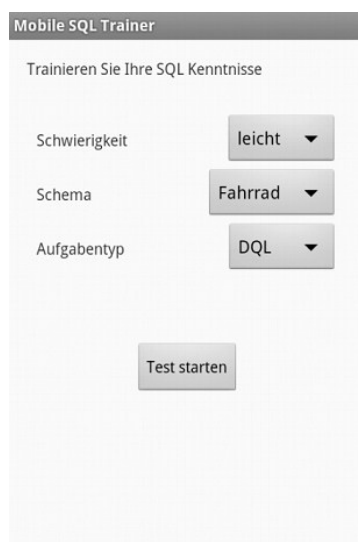 Mobile SQL Trainer
Trainieren Sie Ihre SQL Kenntnisse
Schwierigkeit leicht
Schema Fahrrad
Aufgabentyp DQL
Test starten